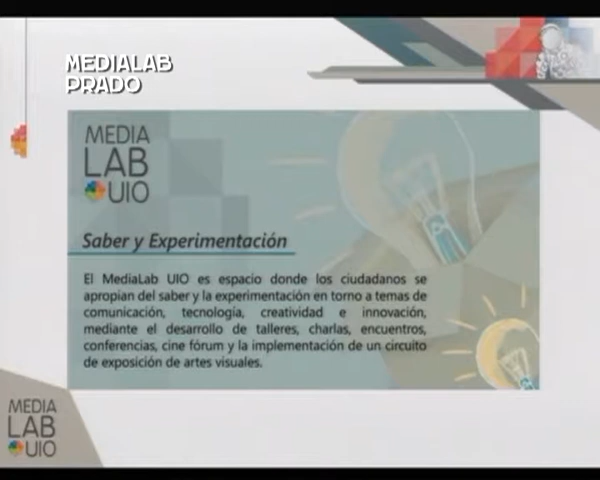 MEDIALAB
PRADO
MEDIA
LAB
UIO
Saber y Experimentación
El MediaLab UIO es espacio donde los ciudadanos se
apropian del saber y la experimentación en torno a temas de
comunicación, tecnología, creatividad e innovación,
mediante el desarrollo de talleres, charlas, encuentros,
conferencias, cine fórum y la implementación de un circuito
de exposición de artes visuales.
MEDIA
LAB
UIO